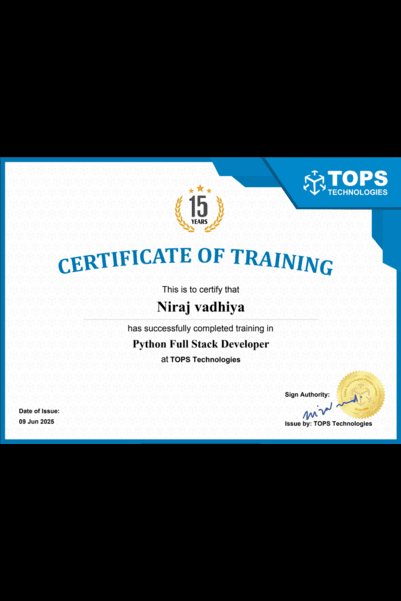 TOPS
TECHNOLOGIES
15
YEARS
CERTIFICATE OF TRAINING
This is to certify that
Niraj vadhiya
has successfully completed training in
Python Full Stack Developer
at TOPS Technologies
Sign Authority:
Date of Issue:
09 Jun 2025
Issue by: TOPS Technologies